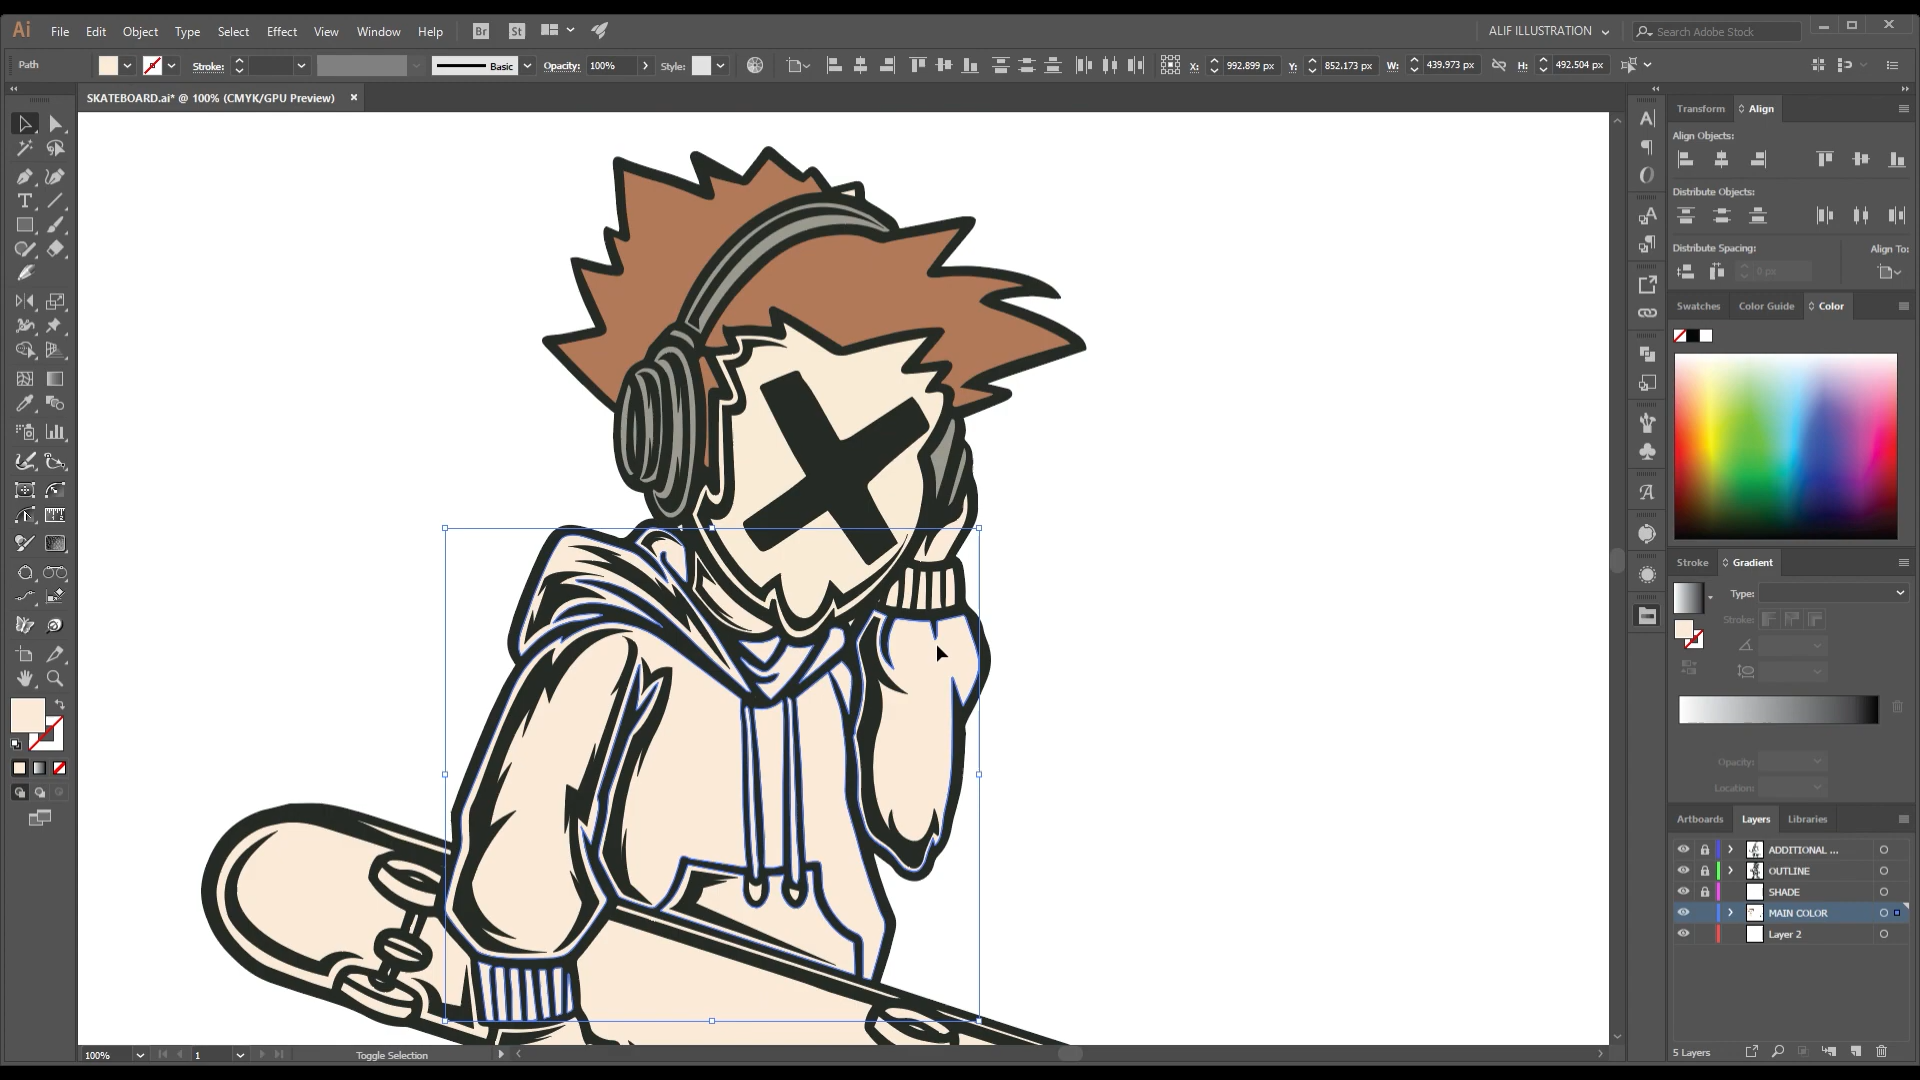 Ai File Edit Object Type Select Effect View Window Help Br St ALIF ILLUSTRATION Search Adobe Stock
Path Stroke: Basic Opacity: 100% Style: X: 992.899 px Y: 852.173 px W: 439.973 px H: 492.504 px
SKATEBOARD.ai* @ 100% (CMYK/GPU Preview)
Transform Align
Align Objects:
Distribute Objects:
Distribute Spacing: Align To:
0 px
Swatches Color Guide Color
Stroke Gradient
Type:
Stroke:
Opacity:
Location:
Artboards Layers Libraries
ADDITIONAL ...
OUTLINE
SHADE
MAIN COLOR
Layer 2
5 Layers
100% 1 Toggle Selection